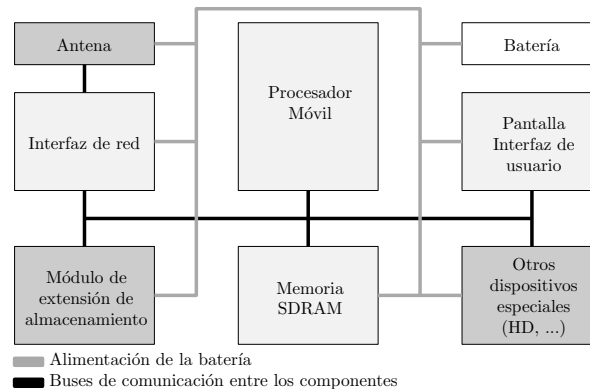 Antena
Batería
Procesador
Móvil
Interfaz de red
Pantalla
Interfaz de
usuario
Módulo de
extensión de
almacenamiento
Memoria
SDRAM
Otros
dispositivos
especiales
(HD, ...)
Alimentación de la batería
Buses de comunicación entre los componentes